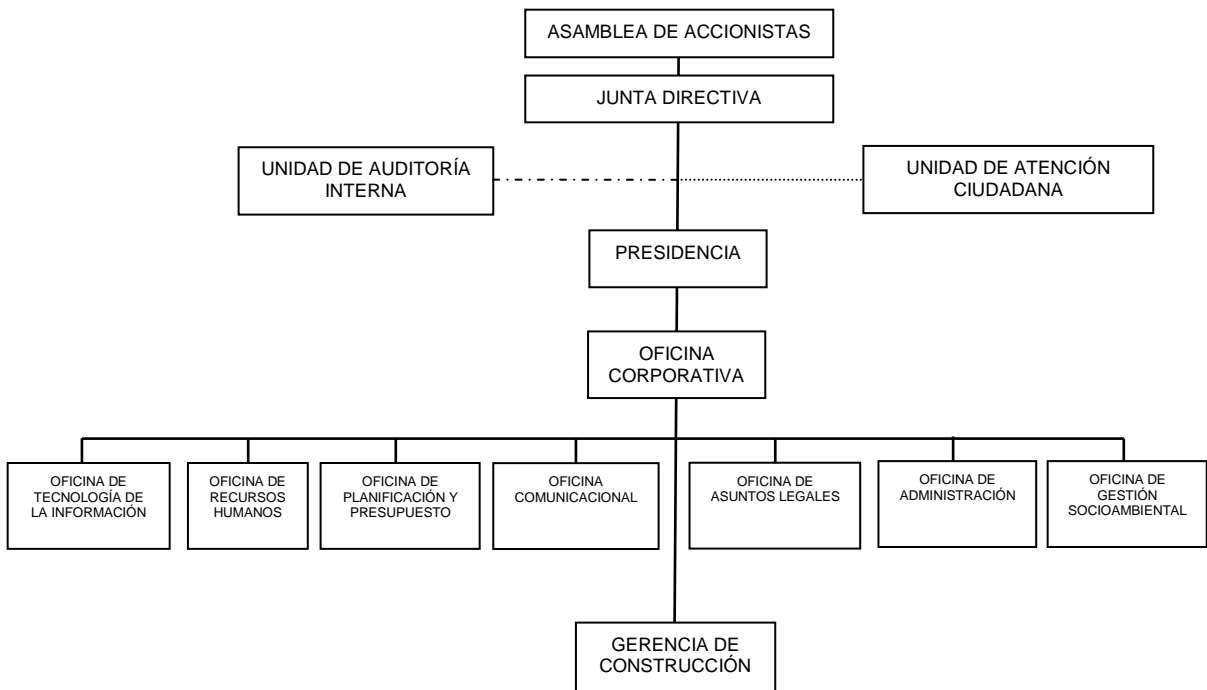 ASAMBLEA DE ACCIONISTAS
JUNTA DIRECTIVA
UNIDAD DE AUDITORÍA
INTERNA
UNIDAD DE ATENCIÓN
CIUDADANA
PRESIDENCIA
OFICINA
CORPORATIVA
OFICINA DE
TECNOLOGÍA DE
LA INFORMACIÓN
OFICINA DE
RECURSOS
HUMANOS
OFICINA DE
PLANIFICACIÓN Y
PRESUPUESTO
OFICINA
COMUNICACIONAL
OFICINA DE
ASUNTOS LEGALES
OFICINA DE
ADMINISTRACIÓN
OFICINA DE
GESTIÓN
SOCIOAMBIENTAL
GERENCIA DE
CONSTRUCCIÓN